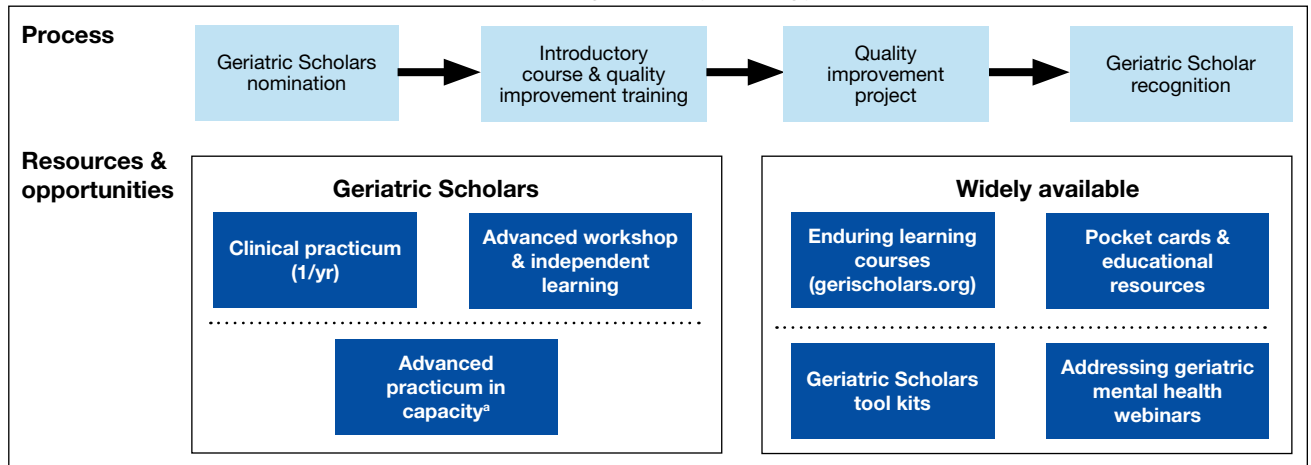 Process
Geriatric Scholars
nomination
Introductory
course & quality
improvement training
Quality
improvement
project
Geriatric Scholar
recognition
Resources &
opportunities
Geriatric Scholars
Clinical practicum
(1/yr)
Advanced workshop
& independent
learning
Advanced
practicum in
capacityᵃ
Widely available
Enduring learning
courses
(gerischolars.org)
Pocket cards &
educational
resources
Geriatric Scholars
tool kits
Addressing geriatric
mental health
webinars